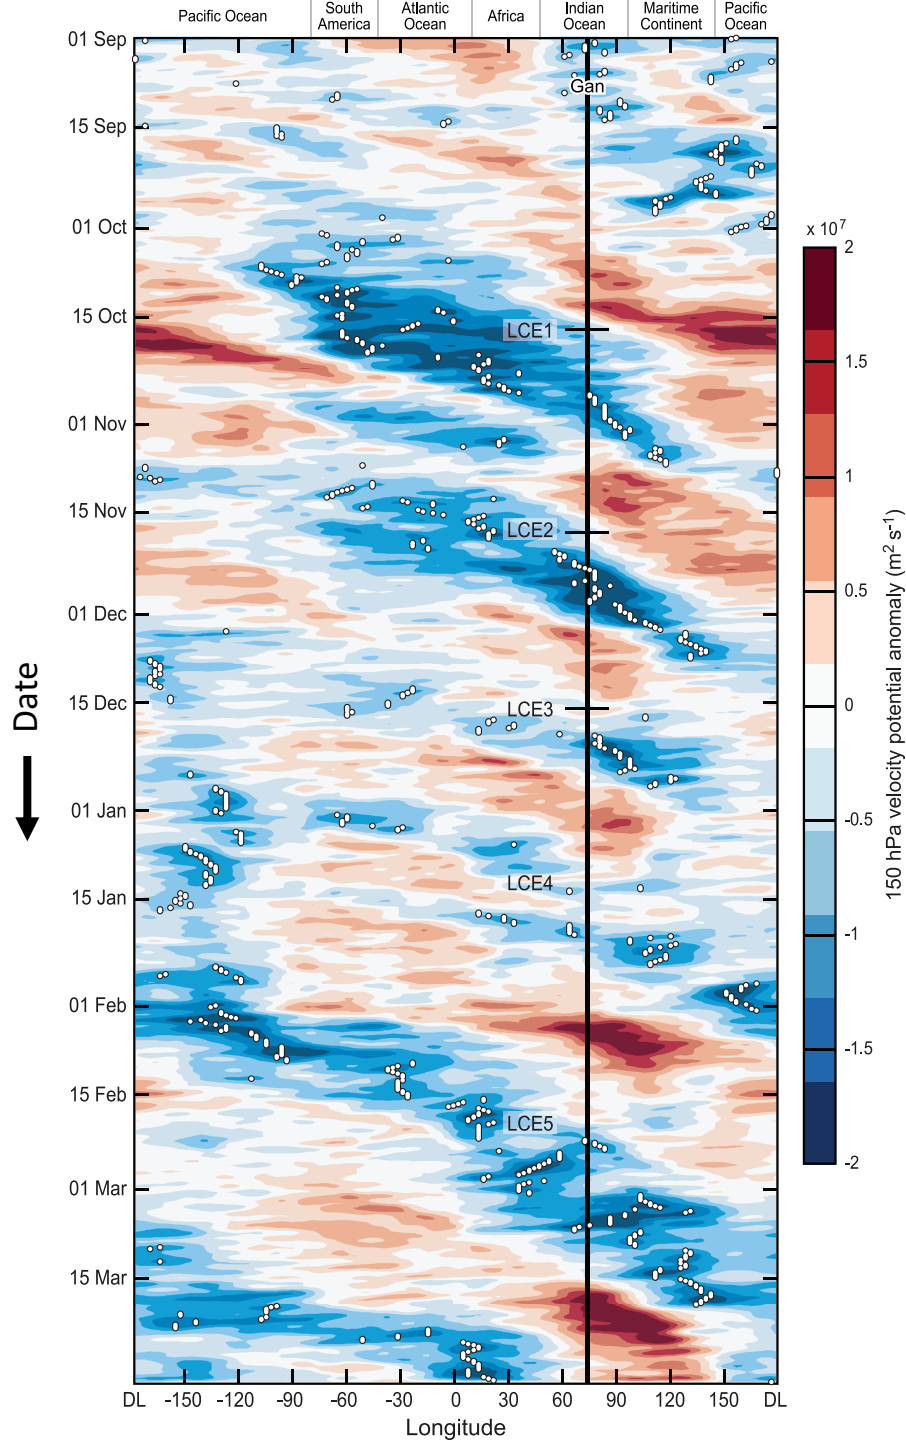 Pacific Ocean
South America
Atlantic Ocean
Africa
Indian Ocean
Maritime Continent
Pacific Ocean
01 Sep
Gan
15 Sep
01 Oct
x 10⁷
2
15 Oct
LCE1
1.5
01 Nov
1
15 Nov
LCE2
0.5
01 Dec
Date
15 Dec
LCE3
0
01 Jan
-0.5
LCE4
15 Jan
-1
01 Feb
-1.5
15 Feb
LCE5
-2
01 Mar
15 Mar
150 hPa velocity potential anomaly (m² s⁻¹)
DL -150 -120 -90 -60 -30 0 30 60 90 120 150 DL
Longitude